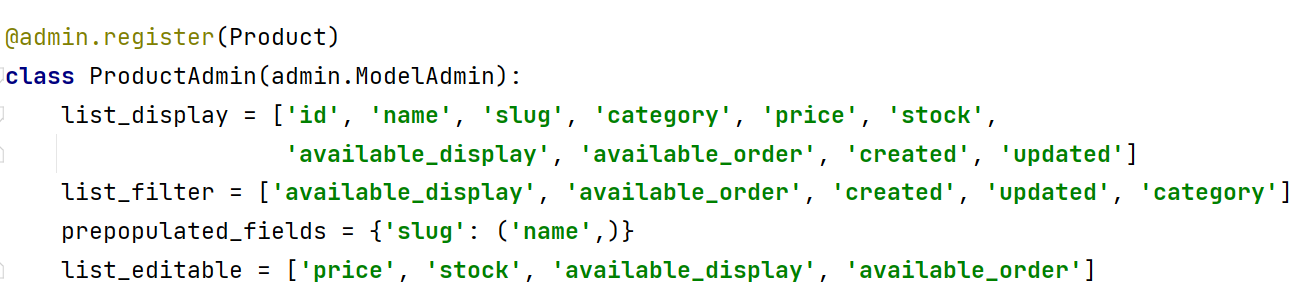 @admin.register(Product)
class ProductAdmin(admin.ModelAdmin):
    list_display = ['id', 'name', 'slug', 'category', 'price', 'stock',
                    'available_display', 'available_order', 'created', 'updated']
    list_filter = ['available_display', 'available_order', 'created', 'updated', 'category']
    prepopulated_fields = {'slug': ('name',)}
    list_editable = ['price', 'stock', 'available_display', 'available_order']